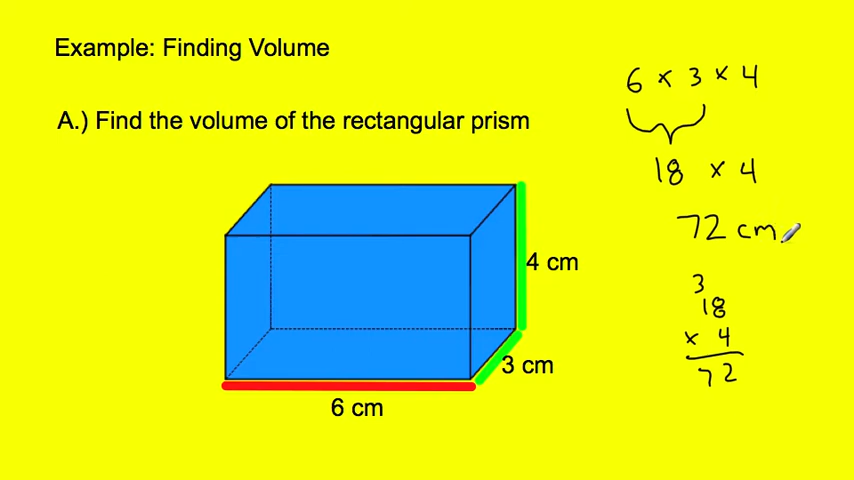 Example: Finding Volume
A.) Find the volume of the rectangular prism
4 cm
3 cm
6 cm
6 × 3 × 4
18 × 4
72 cm
3
18
× 4
72